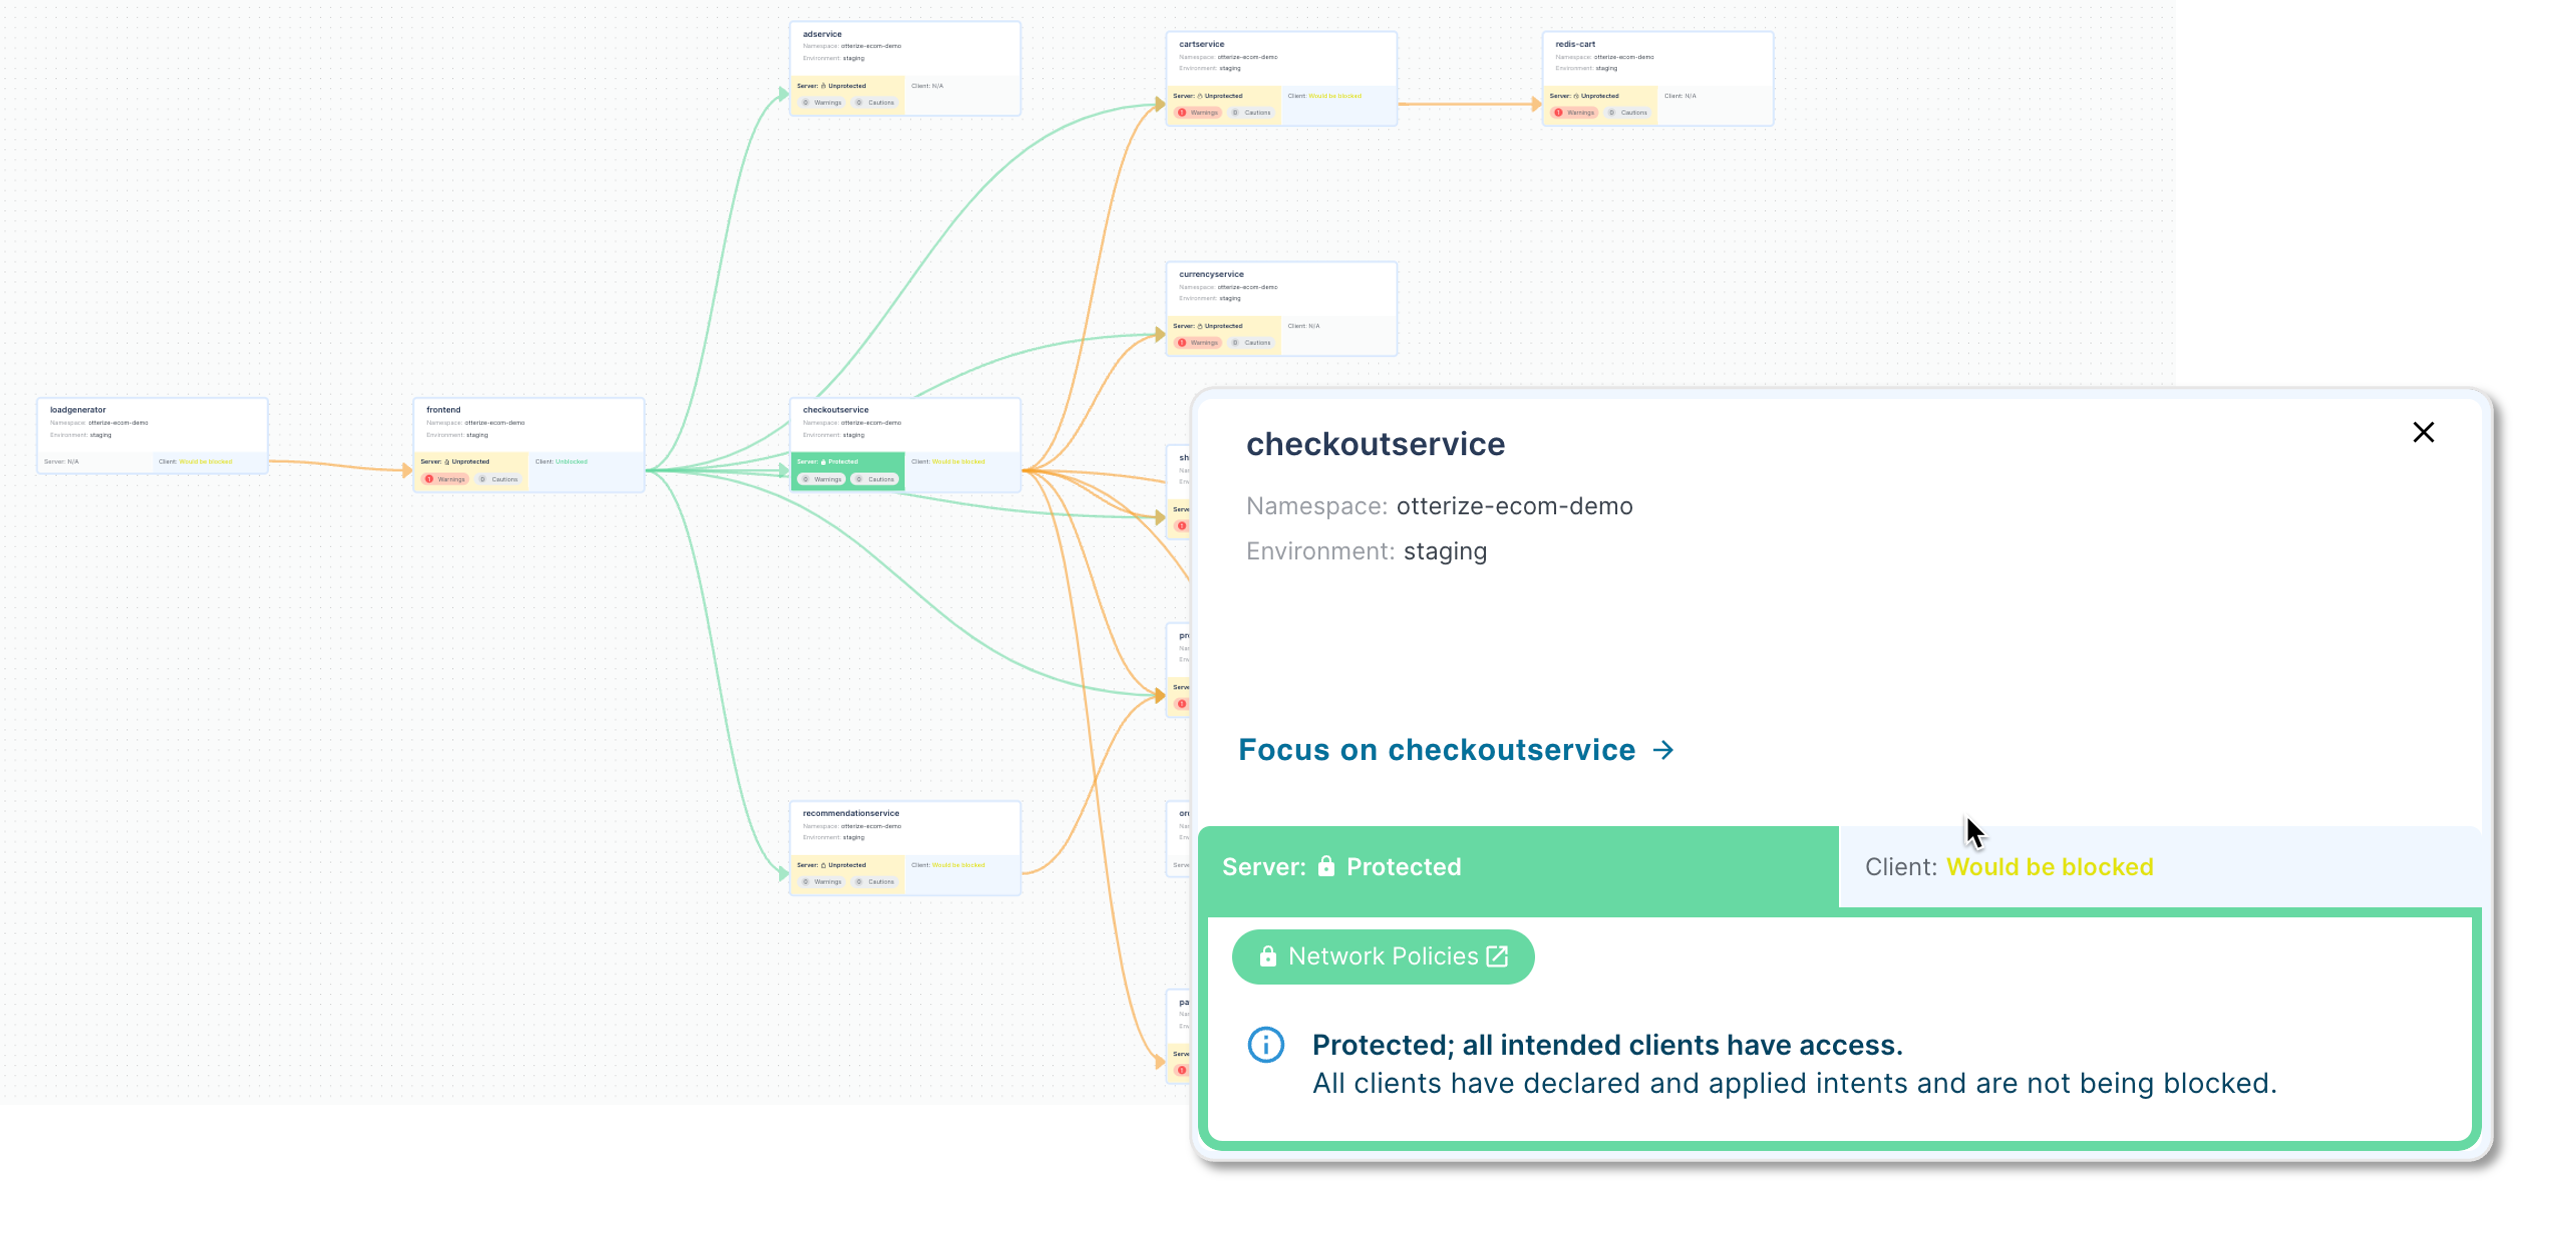 adservice
Namespace: otterize-ecom-demo
Environment: staging
Server: Unprotected
Client: N/A
0 Warnings
0 Cautions
cartservice
Namespace: otterize-ecom-demo
Environment: staging
Server: Unprotected
Client: Would be blocked
! Warnings
0 Cautions
redis-cart
Namespace: otterize-ecom-demo
Environment: staging
Server: Unprotected
Client: N/A
! Warnings
0 Cautions
currencyservice
Namespace: otterize-ecom-demo
Environment: staging
Server: Unprotected
Client: N/A
! Warnings
0 Cautions
loadgenerator
Namespace: otterize-ecom-demo
Environment: staging
Server: N/A
Client: Would be blocked
frontend
Namespace: otterize-ecom-demo
Environment: staging
Server: Unprotected
Client: Unblocked
! Warnings
0 Cautions
checkoutservice
Namespace: otterize-ecom-demo
Environment: staging
Server: Protected
Client: Would be blocked
0 Warnings
0 Cautions
recommendationservice
Namespace: otterize-ecom-demo
Environment: staging
Server: Unprotected
Client: Would be blocked
0 Warnings
0 Cautions
checkoutservice
Namespace: otterize-ecom-demo
Environment: staging
Focus on checkoutservice →
Server: Protected
Client: Would be blocked
Network Policies
Protected; all intended clients have access.
All clients have declared and applied intents and are not being blocked.